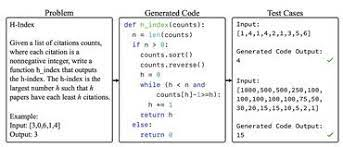 Problem
H-Index
Given a list of citations counts,
where each citation is a
nonnegative integer, write a
function h_index that outputs
the h-index. The h-index is the
largest number h such that h
papers have each least h citations.
Example:
Input: [3,0,6,1,4]
Output: 3
Generated Code
def h_index(counts):
n = len(counts)
if n > 0:
counts.sort()
counts.reverse()
h = 0
while (h < n and
counts[h]-1>=h):
h += 1
return h
else:
return 0
Test Cases
Input:
[1,4,1,4,2,1,3,5,6]
Generated Code Output:
4 ✓
Input:
[1000,500,500,250,100,
100,100,100,100,75,50,
30,20,15,15,10,5,2,1]
Generated Code Output:
15 ✓